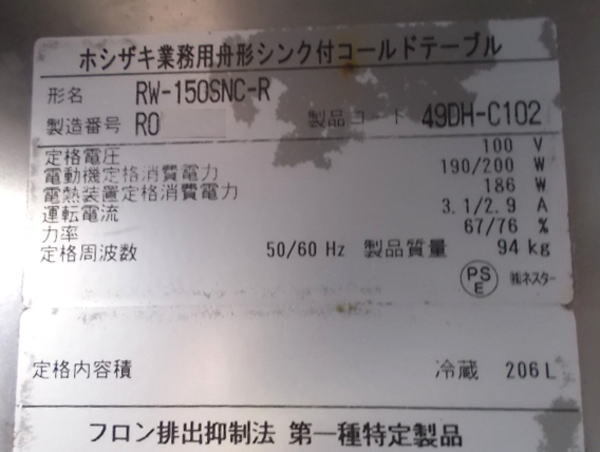 ホシザキ業務用舟形シンク付コールドテーブル
形名 RW-150SNC-R
製造番号 R0 製品コード 49DH-C102
定格電圧 100 V
電動機定格消費電力 190/200 W
電熱装置定格消費電力 186 W
運転電流 3.1/2.9 A
力率 67/76 %
定格周波数 50/60 Hz 製品質量 94 kg
PS E ㈱ネスター
定格内容積 冷蔵 206 L
フロン排出抑制法 第一種特定製品